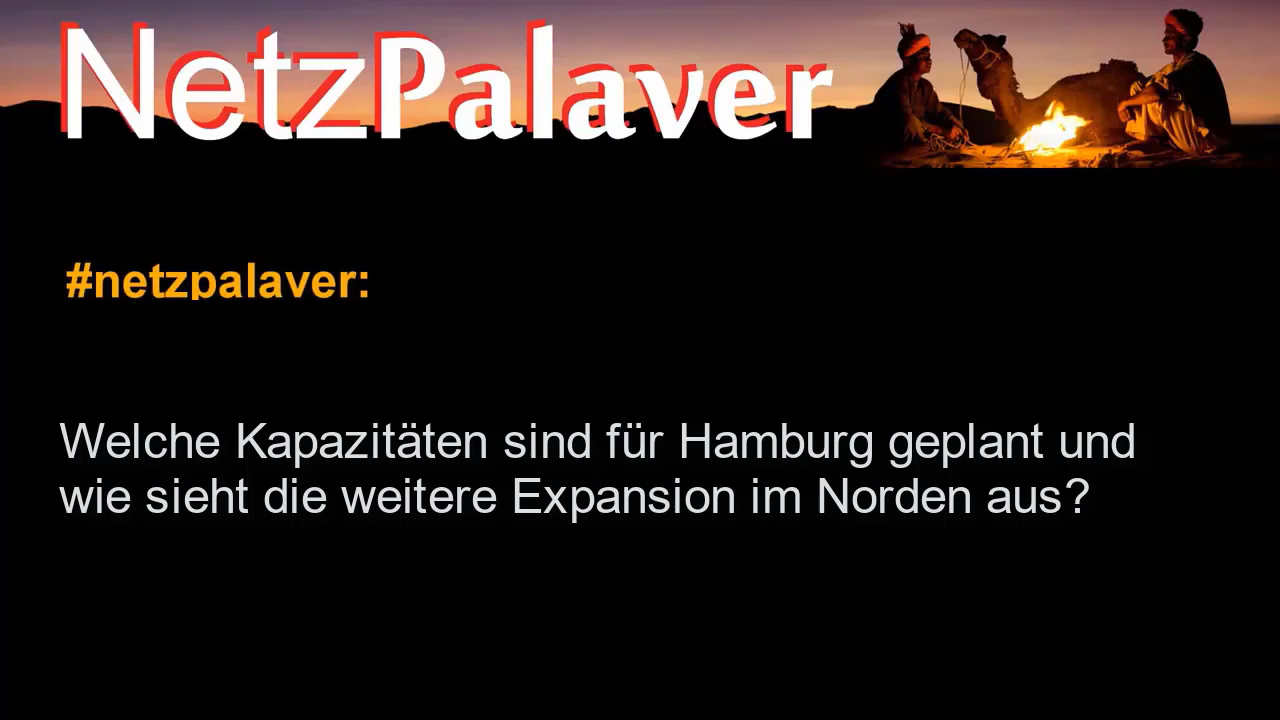 NetzPalaver
#netzpalaver:
Welche Kapazitäten sind für Hamburg geplant und
wie sieht die weitere Expansion im Norden aus?